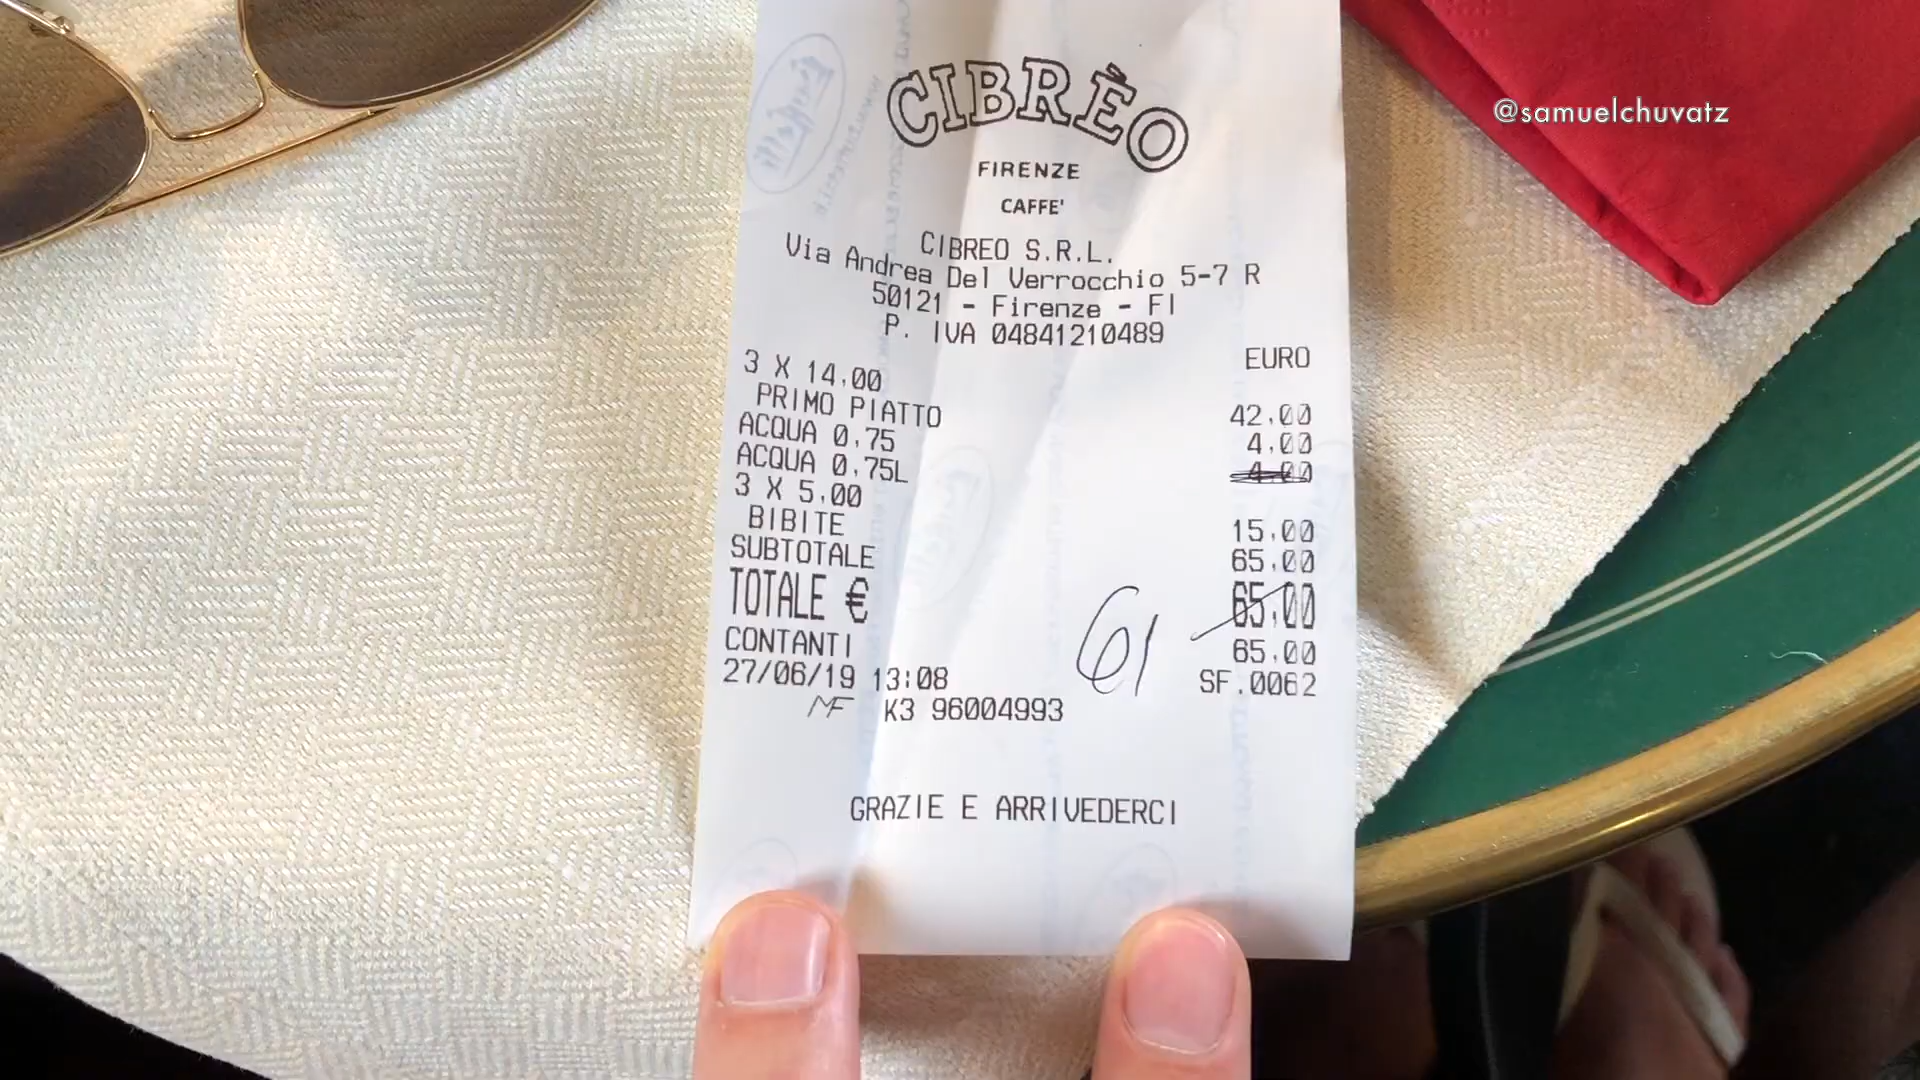 @samuelchuvatz
CIBRÈO
FIRENZE
CAFFE'
CIBREO S.R.L.
Via Andrea Del Verrocchio 5-7 R
50121 - Firenze - FI
P. IVA 04841210489
EURO
3 X 14,00
PRIMO PIATTO 42,00
ACQUA 0,75 4,00
ACQUA 0,75L 4,00
3 X 5,00
BIBITE 15,00
SUBTOTALE 65,00
TOTALE € 65,00
61
CONTANTI 65,00
27/06/19 13:08 SF.0062
MF K3 96004993
GRAZIE E ARRIVEDERCI